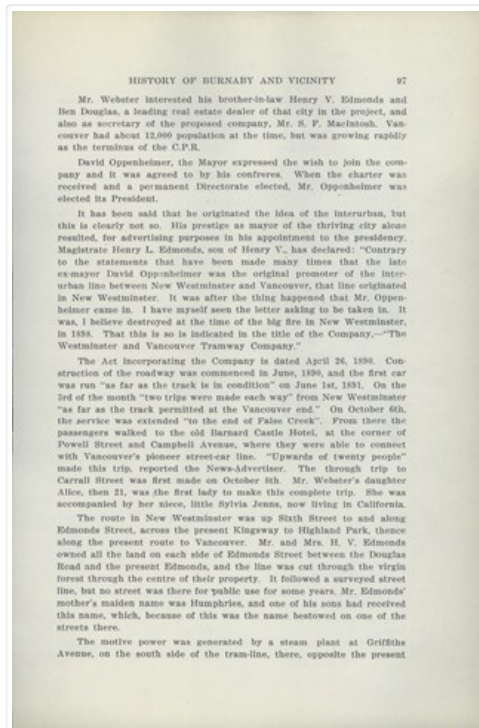 HISTORY OF BURNABY AND VICINITY 97
Mr. Webster interested his brother-in-law Henry V. Edmonds and
Ben Douglas, a leading real estate dealer of that city in the project, and
also as secretary of the proposed company, Mr. S. F. MacIntosh. Van-
couver had about 12,000 population at the time, but was growing rapidly
as the terminus of the C.P.R.
David Oppenheimer, the Mayor expressed the wish to join the com-
pany and it was agreed to by his confreres. When the charter was
received and a permanent Directorate elected, Mr. Oppenheimer was
elected its President.
It has been said that he originated the idea of the interurban, but
this is clearly not so. His prestige as mayor of the thriving city alone
resulted, for advertising purposes in his appointment to the presidency.
Magistrate Henry L. Edmonds, son of Henry V., has declared: "Contrary
to the statements that have been made many times that the late
ex-mayor David Oppenheimer was the original promoter of the inter-
urban line between New Westminster and Vancouver, that line originated
in New Westminster. It was after the thing happened that Mr. Oppen-
heimer came in. I have myself seen the letter asking to be taken in. It
was, I believe destroyed at the time of the big fire in New Westminster,
in 1898. That this is so is indicated in the title of the Company,—"The
Westminster and Vancouver Tramway Company."
The Act incorporating the Company is dated April 26, 1890. Con-
struction of the roadway was commenced in June, 1890, and the first car
was run "as far as the track is in condition" on June 1st, 1891. On the
3rd of the month "two trips were made each way" from New Westminster
"as far as the track permitted at the Vancouver end." On October 6th,
the service was extended "to the end of False Creek". From there the
passengers walked to the old Barnard Castle Hotel, at the corner of
Powell Street and Campbell Avenue, where they were able to connect
with Vancouver's pioneer street-car line. "Upwards of twenty people"
made this trip, reported the News-Advertiser. The through trip to
Carrall Street was first made on October 8th. Mr. Webster's daughter
Alice, then 21, was the first lady to make this complete trip. She was
accompanied by her niece, little Sylvia Jenns, now living in California.
The route in New Westminster was up Sixth Street to and along
Edmonds Street, across the present Kingsway to Highland Park, thence
along the present route to Vancouver. Mr. and Mrs. H. V. Edmonds
owned all the land on each side of Edmonds Street between the Douglas
Road and the present Edmonds, and the line was cut through the virgin
forest through the centre of their property. It followed a surveyed street
line, but no street was there for public use for some years. Mr. Edmonds'
mother's maiden name was Humphries, and one of his sons had received
this name, which, because of this was the name bestowed on one of the
streets there.
The motive power was generated by a steam plant at Griffiths
Avenue, on the south side of the tram-line, there, opposite the present